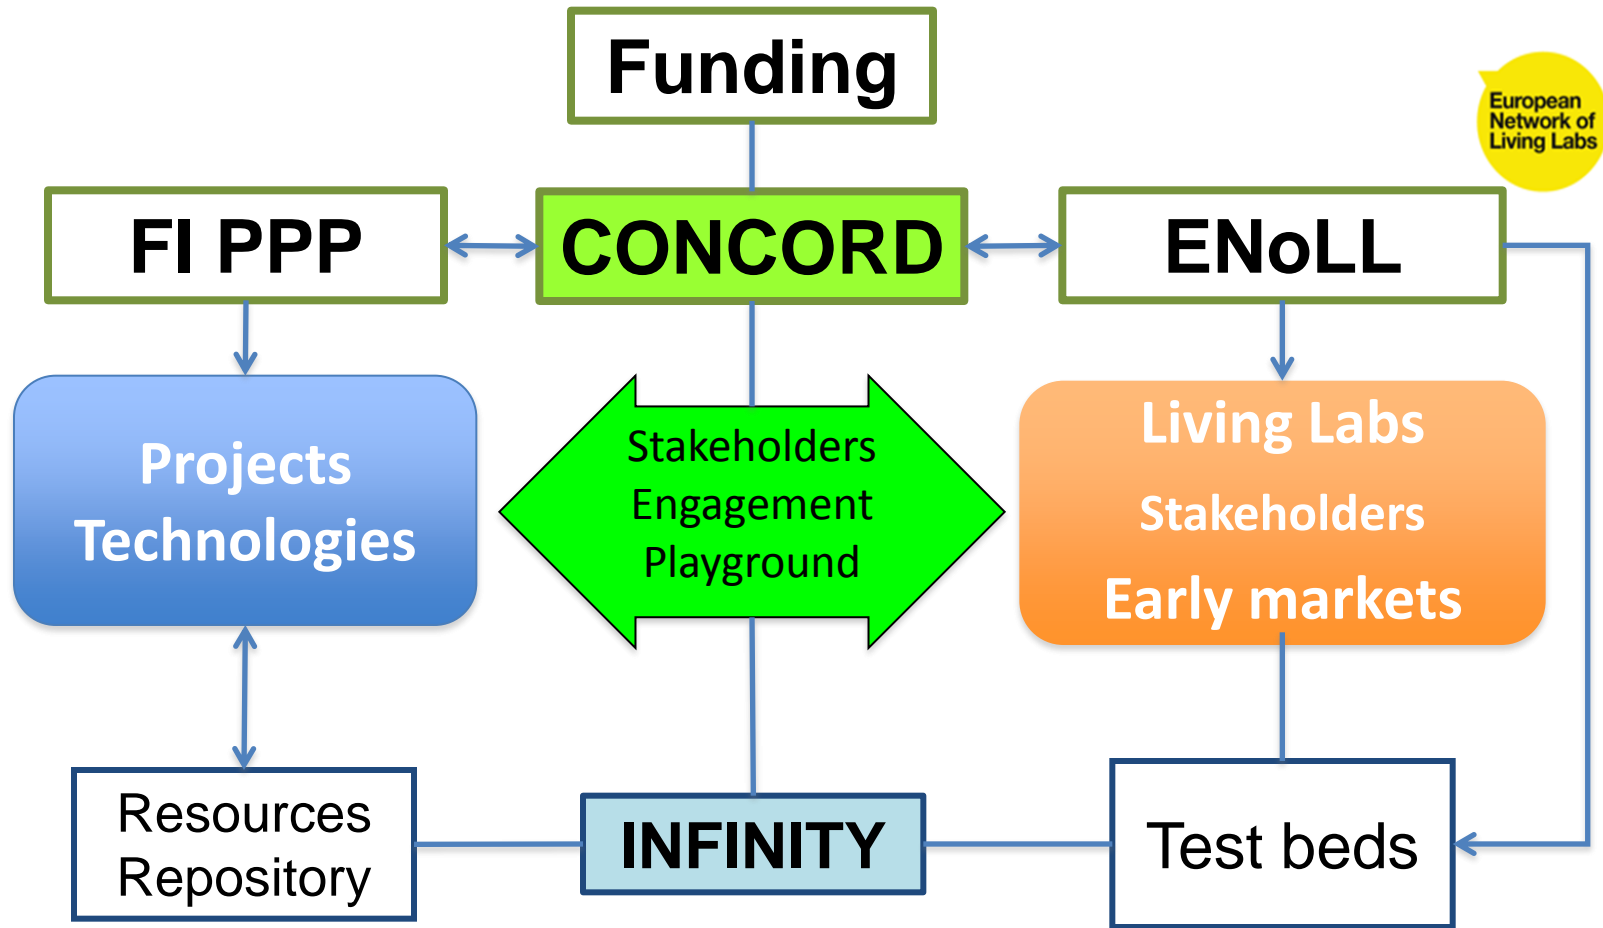 Funding
European
Network of
Living Labs
FI PPP
CONCORD
ENoLL
Projects
Technologies
Stakeholders
Engagement
Playground
Living Labs
Stakeholders
Early markets
Resources
Repository
INFINITY
Test beds